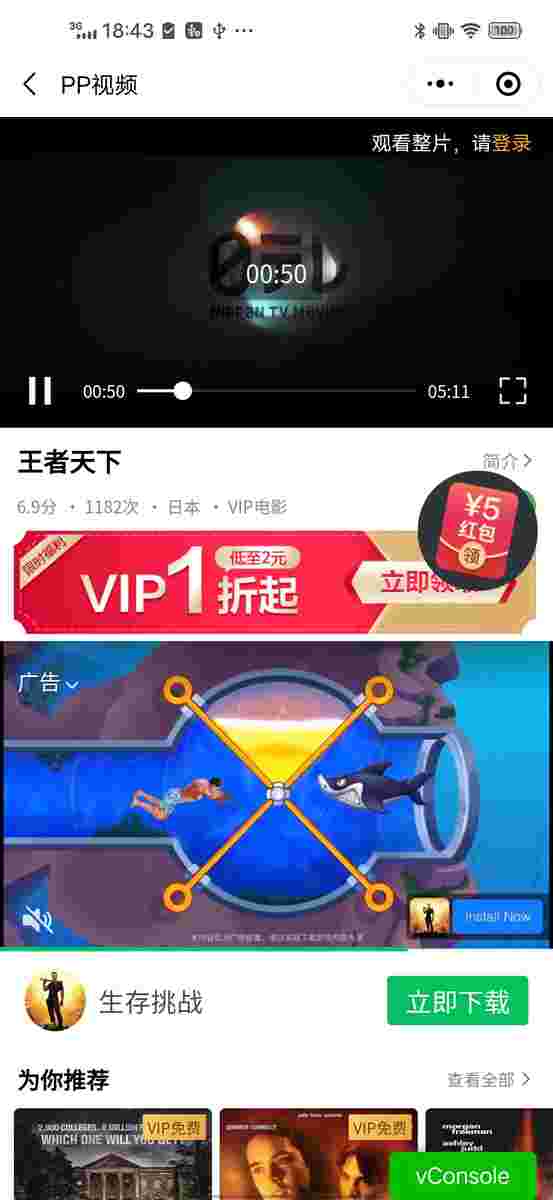 3G 18:43 100
PP视频
观看整片，请登录
00:50
00:50 05:11
王者天下
简介
6.9分 · 1182次 · 日本 · VIP电影
¥5
红包
领
限时福利
VIP1折起
低至2元
立即领
广告
Install Now
生存挑战
立即下载
为你推荐
查看全部
VIP免费
WHICH ONE WILL YOU GET?
VIP免费
morgan
freeman
ashley
judd
vConsole